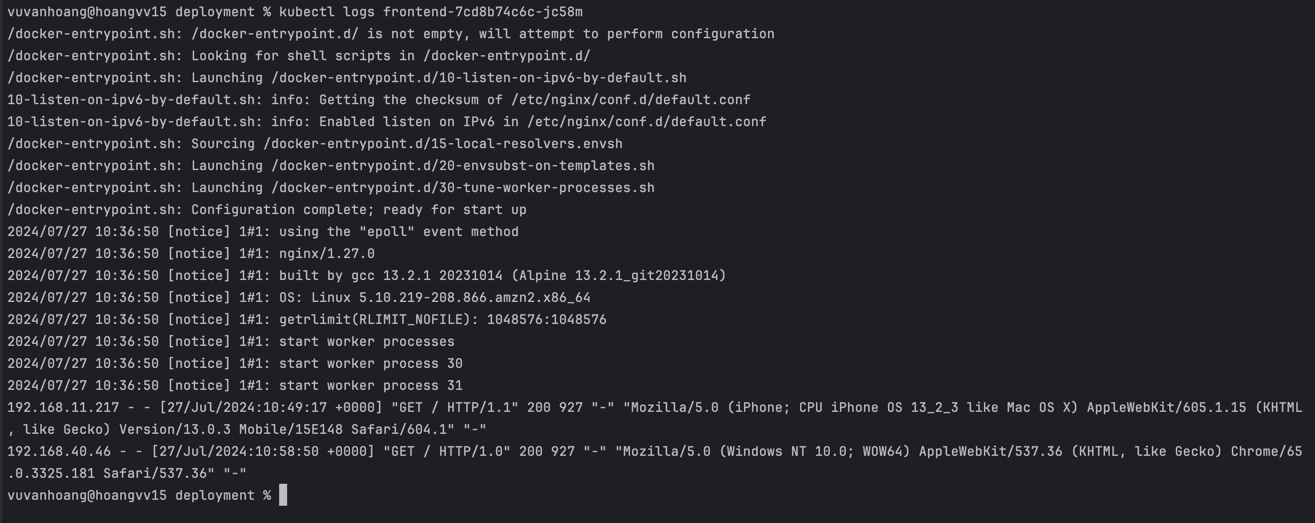 vuvanhoang@hoangvv15 deployment % kubectl logs frontend-7cd8b74c6c-jc58m
/docker-entrypoint.sh: /docker-entrypoint.d/ is not empty, will attempt to perform configuration
/docker-entrypoint.sh: Looking for shell scripts in /docker-entrypoint.d/
/docker-entrypoint.sh: Launching /docker-entrypoint.d/10-listen-on-ipv6-by-default.sh
10-listen-on-ipv6-by-default.sh: info: Getting the checksum of /etc/nginx/conf.d/default.conf
10-listen-on-ipv6-by-default.sh: info: Enabled listen on IPv6 in /etc/nginx/conf.d/default.conf
/docker-entrypoint.sh: Sourcing /docker-entrypoint.d/15-local-resolvers.envsh
/docker-entrypoint.sh: Launching /docker-entrypoint.d/20-envsubst-on-templates.sh
/docker-entrypoint.sh: Launching /docker-entrypoint.d/30-tune-worker-processes.sh
/docker-entrypoint.sh: Configuration complete; ready for start up
2024/07/27 10:36:50 [notice] 1#1: using the "epoll" event method
2024/07/27 10:36:50 [notice] 1#1: nginx/1.27.0
2024/07/27 10:36:50 [notice] 1#1: built by gcc 13.2.1 20231014 (Alpine 13.2.1_git20231014)
2024/07/27 10:36:50 [notice] 1#1: OS: Linux 5.10.219-208.866.amzn2.x86_64
2024/07/27 10:36:50 [notice] 1#1: getrlimit(RLIMIT_NOFILE): 1048576:1048576
2024/07/27 10:36:50 [notice] 1#1: start worker processes
2024/07/27 10:36:50 [notice] 1#1: start worker process 30
2024/07/27 10:36:50 [notice] 1#1: start worker process 31
192.168.11.217 - - [27/Jul/2024:10:49:17 +0000] "GET / HTTP/1.1" 200 927 "-" "Mozilla/5.0 (iPhone; CPU iPhone OS 13_2_3 like Mac OS X) AppleWebKit/605.1.15 (KHTML
, like Gecko) Version/13.0.3 Mobile/15E148 Safari/604.1" "-"
192.168.40.46 - - [27/Jul/2024:10:58:50 +0000] "GET / HTTP/1.0" 200 927 "-" "Mozilla/5.0 (Windows NT 10.0; WOW64) AppleWebKit/537.36 (KHTML, like Gecko) Chrome/65
.0.3325.181 Safari/537.36" "-"
vuvanhoang@hoangvv15 deployment %